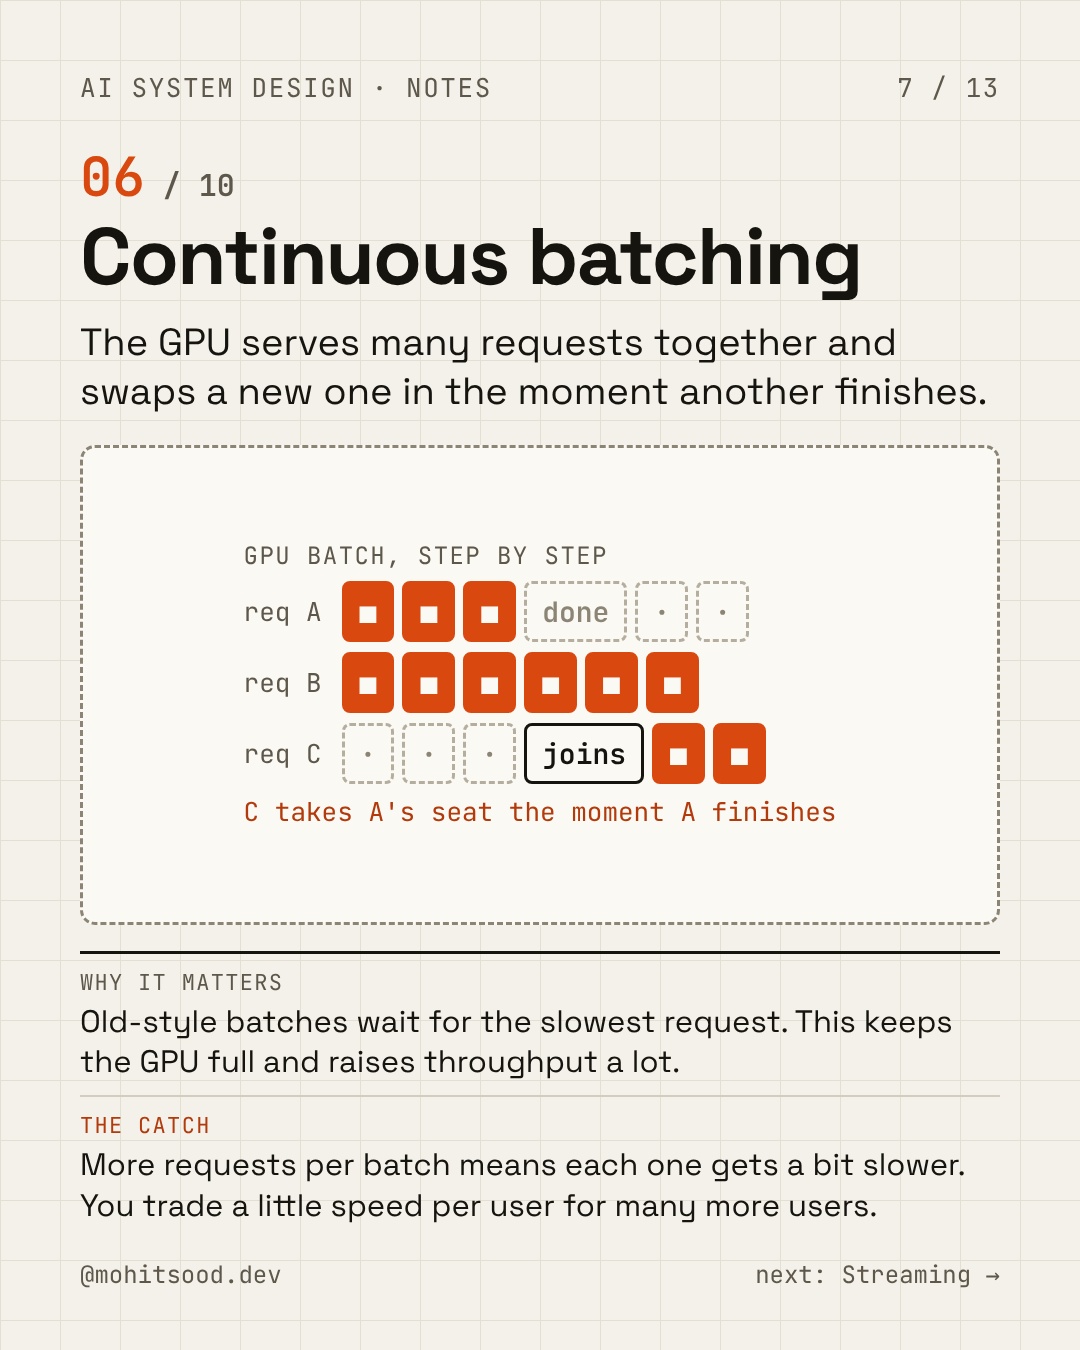 AI SYSTEM DESIGN · NOTES
7 / 13
06 / 10
Continuous batching
The GPU serves many requests together and
swaps a new one in the moment another finishes.
GPU BATCH, STEP BY STEP
req A ■ ■ ■ done · ·
req B ■ ■ ■ ■ ■ ■
req C · · · joins ■ ■
C takes A's seat the moment A finishes
WHY IT MATTERS
Old-style batches wait for the slowest request. This keeps
the GPU full and raises throughput a lot.
THE CATCH
More requests per batch means each one gets a bit slower.
You trade a little speed per user for many more users.
@mohitsood.dev
next: Streaming →